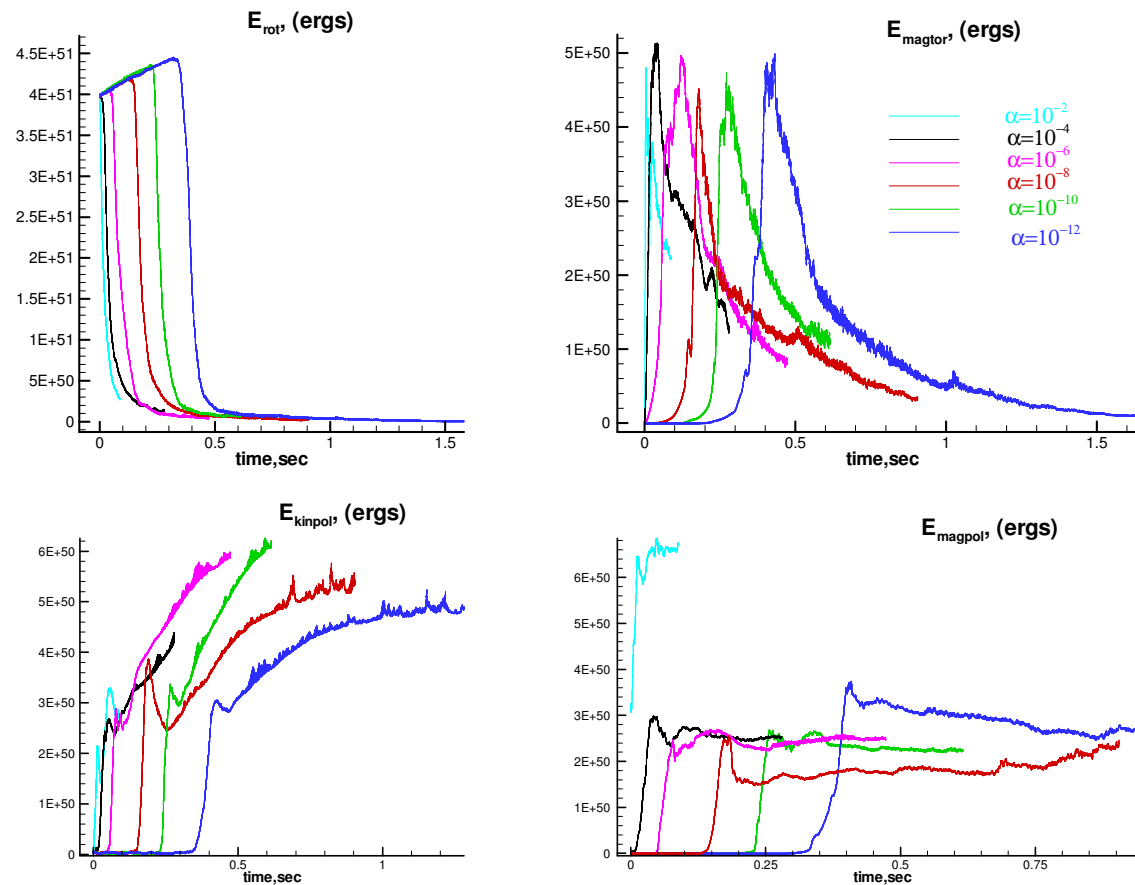 E_rot, (ergs)
4.5E+51
4E+51
3.5E+51
3E+51
2.5E+51
2E+51
1.5E+51
1E+51
5E+50
0
0 0.5 1 1.5
time,sec
E_magtor, (ergs)
5E+50
4E+50
3E+50
2E+50
1E+50
0
0 0.5 1 1.5
time,sec
α=10⁻²
α=10⁻⁴
α=10⁻⁶
α=10⁻⁸
α=10⁻¹⁰
α=10⁻¹²
E_kinpol, (ergs)
6E+50
5E+50
4E+50
3E+50
2E+50
1E+50
0
0 0.5 1
time,sec
E_magpol, (ergs)
6E+50
5E+50
4E+50
3E+50
2E+50
1E+50
0
0 0.25 0.5 0.75
time,sec